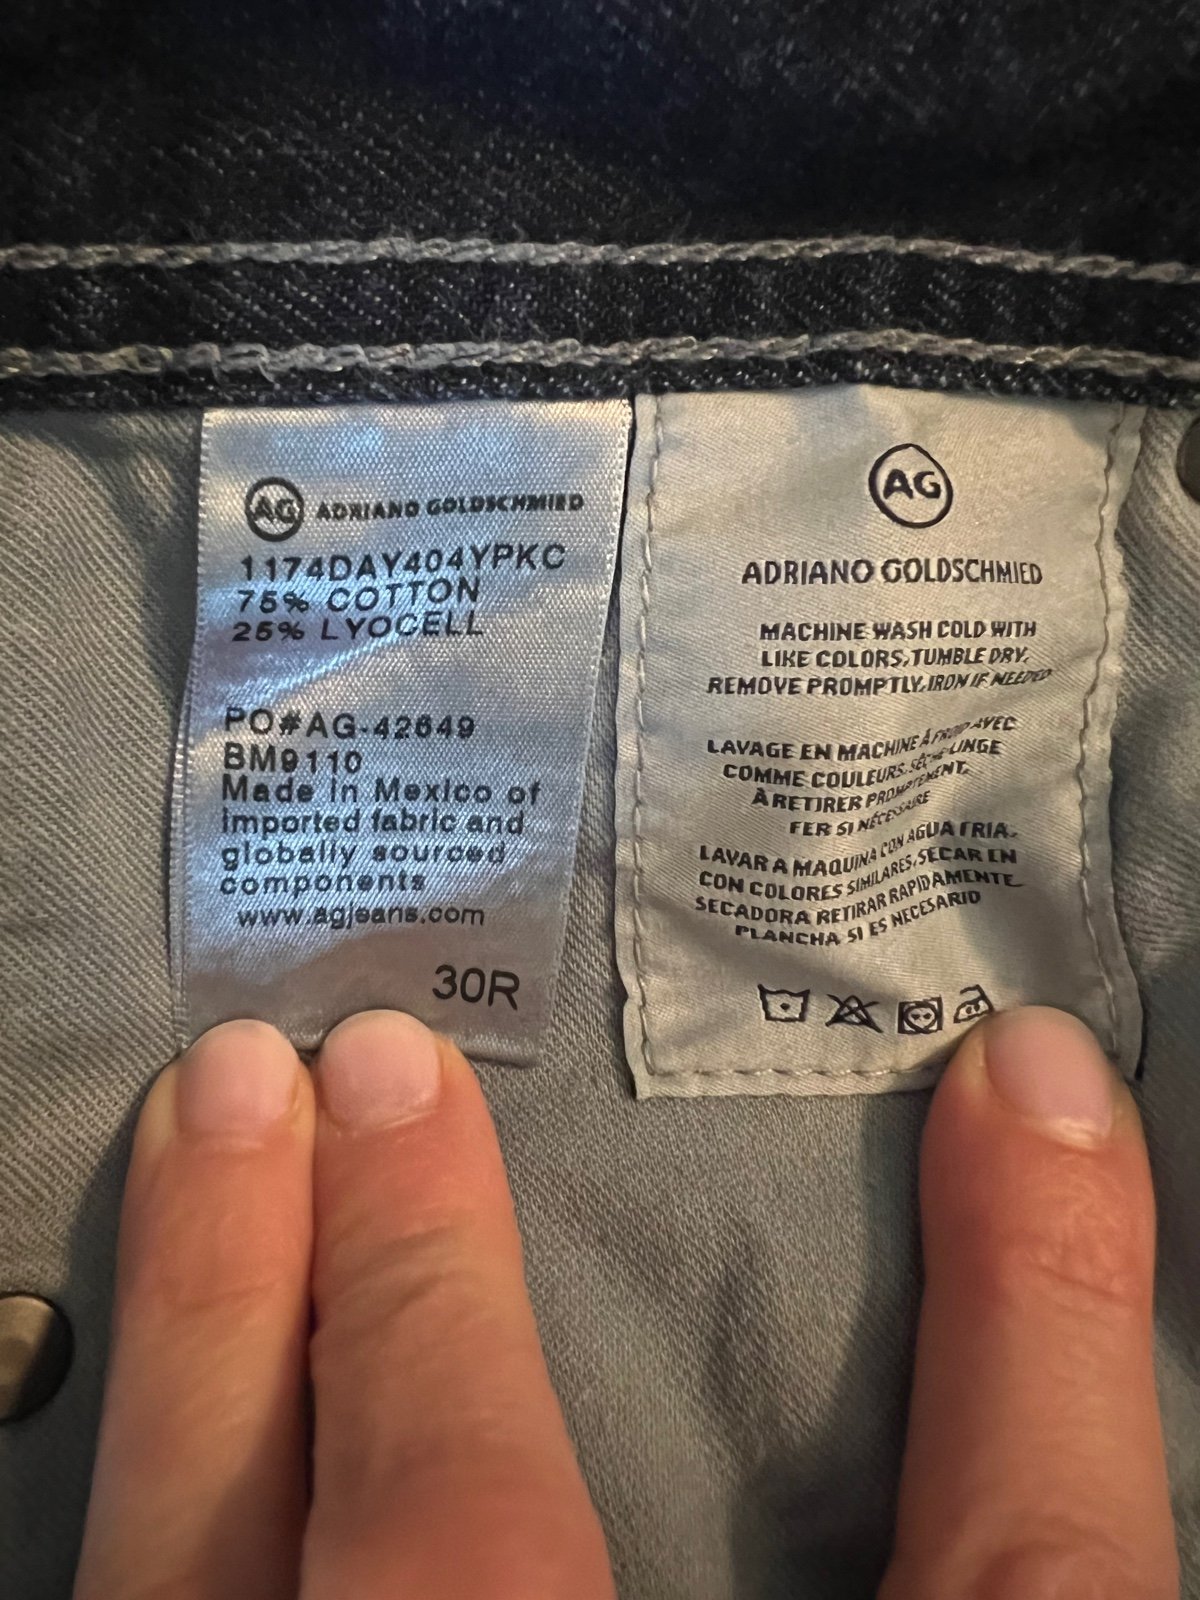 AG ADRIANO GOLDSCHMIED
1174DAY404YPKC
75% COTTON
25% LYOCELL
PO#AG-42649
BM9110
Made in Mexico of
imported fabric and
globally sourced
components
www.agjeans.com
30R
AG
ADRIANO GOLDSCHMIED
MACHINE WASH COLD WITH
LIKE COLORS, TUMBLE DRY,
REMOVE PROMPTLY, IRON IF NEEDED
LAVAGE EN MACHINE À FROID AVEC
COMME COULEURS. SÈCHE-LINGE
À RETIRER PROMPTEMENT.
FER SI NÉCESSAIRE
LAVAR A MAQUINA CON AGUA FRIA.
CON COLORES SIMILARES, SECAR EN
SECADORA RETIRAR RAPIDAMENTE
PLANCHA SI ES NECESARIO